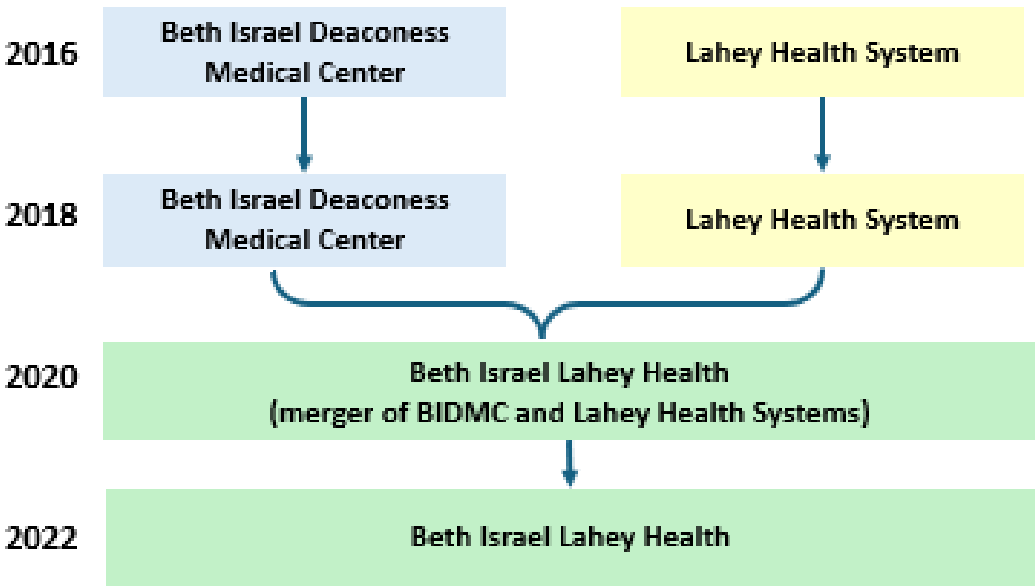 2016
Beth Israel Deaconess
Medical Center
Lahey Health System
2018
Beth Israel Deaconess
Medical Center
Lahey Health System
2020
Beth Israel Lahey Health
(merger of BIDMC and Lahey Health Systems)
2022
Beth Israel Lahey Health